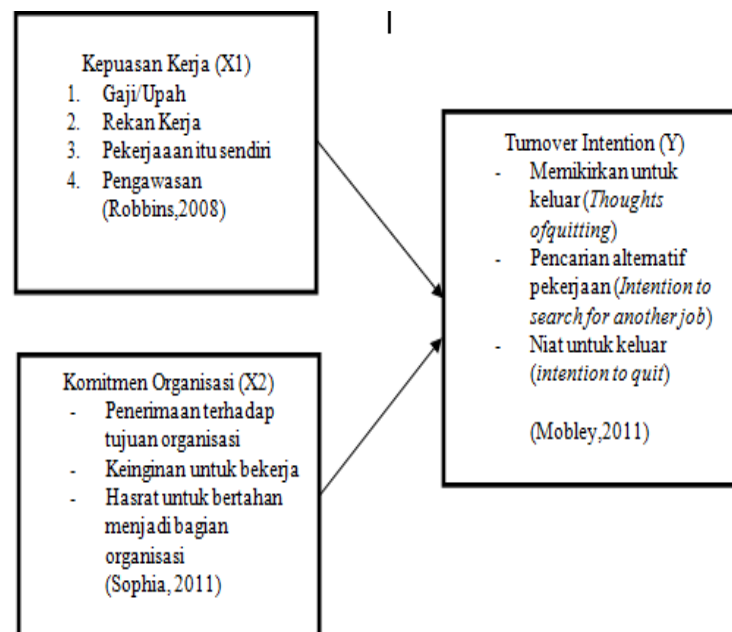 Kepuasan Kerja (X1)
1. Gaji/Upah
2. Rekan Kerja
3. Pekerjaaan itu sendiri
4. Pengawasan
(Robbins,2008)
Komitmen Organisasi (X2)
- Penerimaan terhadap
tujuan organisasi
- Keinginan untuk bekerja
- Hasrat untuk bertahan
menjadi bagian
organisasi
(Sophia, 2011)
Turnover Intention (Y)
- Memikirkan untuk
keluar (Thoughts
ofquitting)
- Pencarian alternatif
pekerjaan (Intention to
search for another job)
- Niat untuk keluar
(intention to quit)
(Mobley,2011)